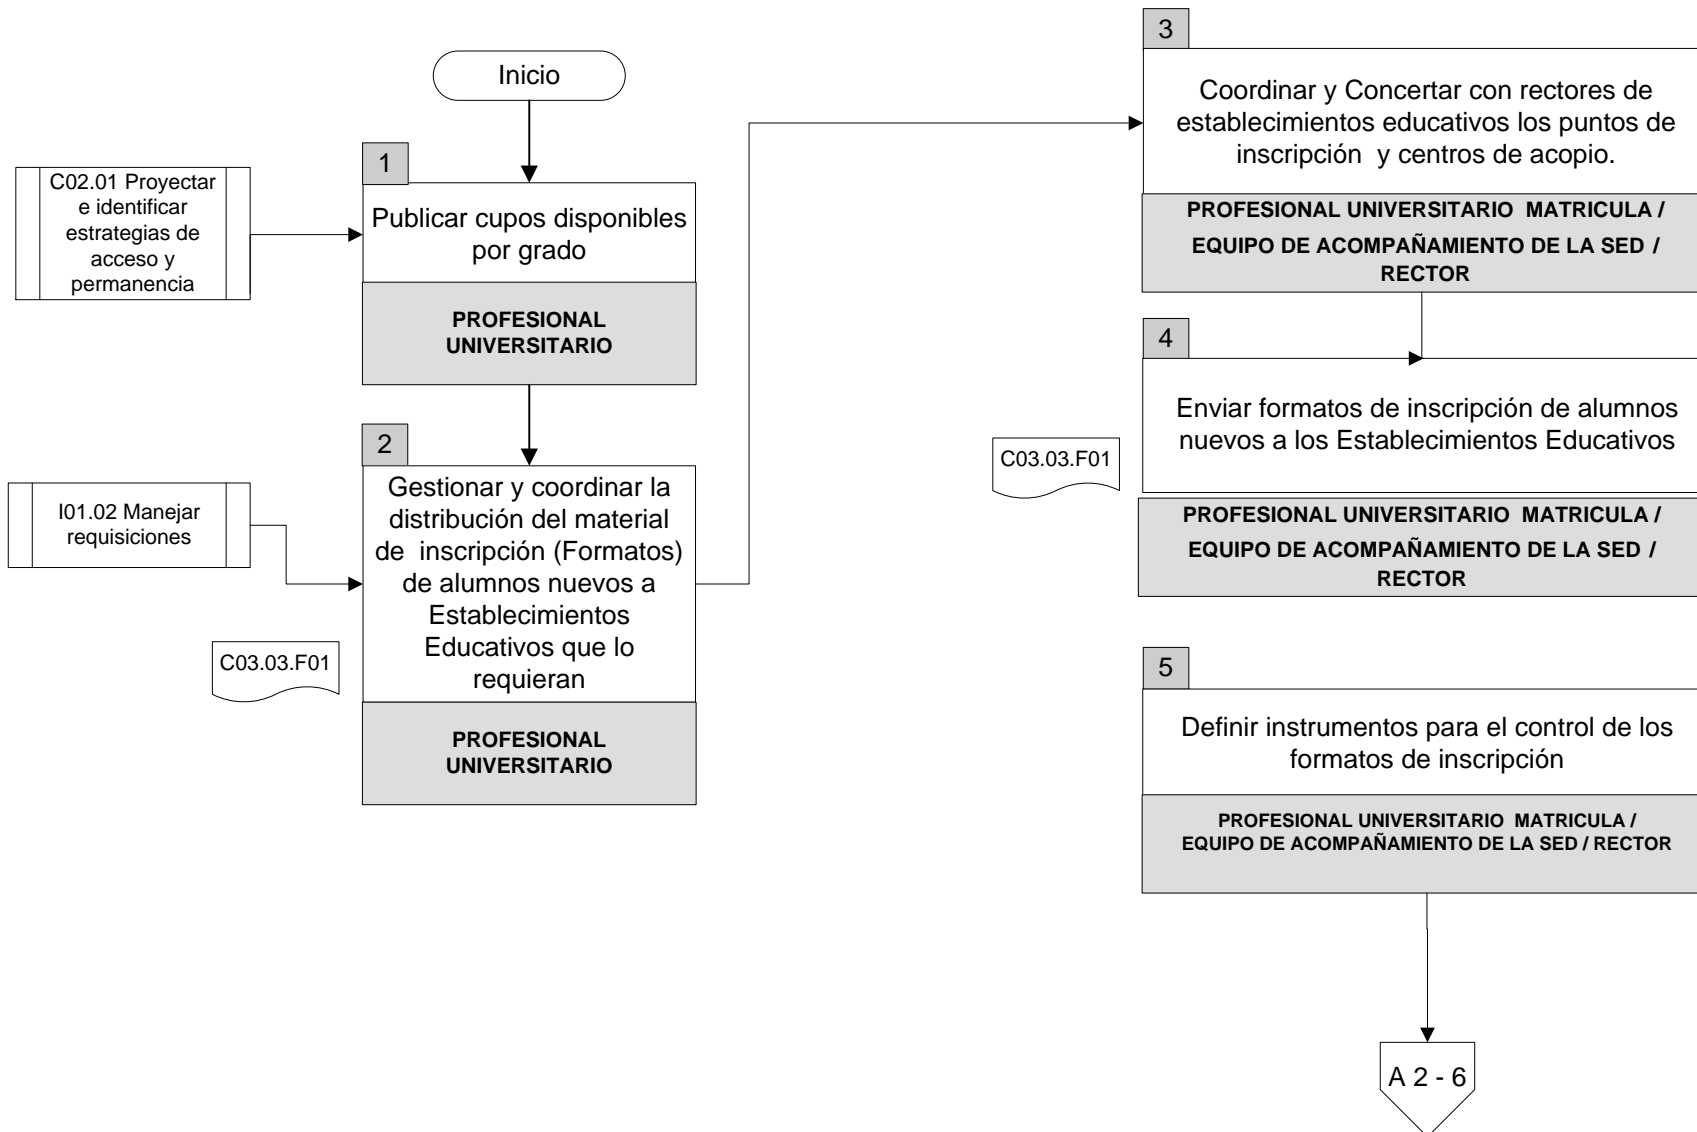 Inicio
C02.01 Proyectar
e identificar
estrategias de
acceso y
permanencia
1
Publicar cupos disponibles
por grado
PROFESIONAL
UNIVERSITARIO
I01.02 Manejar
requisiciones
2
Gestionar y coordinar la
distribución del material
de inscripción (Formatos)
de alumnos nuevos a
Establecimientos
Educativos que lo
requieran
C03.03.F01
PROFESIONAL
UNIVERSITARIO
3
Coordinar y Concertar con rectores de
establecimientos educativos los puntos de
inscripción y centros de acopio.
PROFESIONAL UNIVERSITARIO MATRICULA /
EQUIPO DE ACOMPAÑAMIENTO DE LA SED /
RECTOR
4
Enviar formatos de inscripción de alumnos
nuevos a los Establecimientos Educativos
C03.03.F01
PROFESIONAL UNIVERSITARIO MATRICULA /
EQUIPO DE ACOMPAÑAMIENTO DE LA SED /
RECTOR
5
Definir instrumentos para el control de los
formatos de inscripción
PROFESIONAL UNIVERSITARIO MATRICULA /
EQUIPO DE ACOMPAÑAMIENTO DE LA SED / RECTOR
A 2 - 6